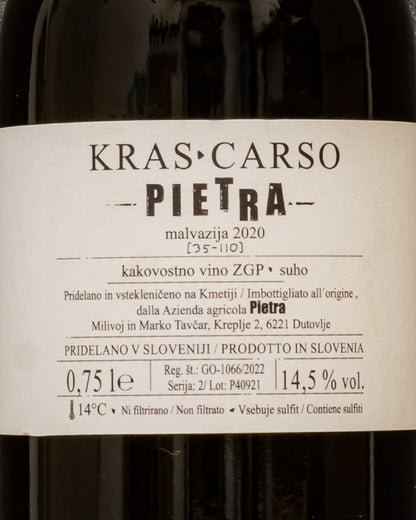 KRAS CARSO
PIETRA
malvazija 2020
[35-110]
kakovostno vino ZGP suho
Pridelano in vstekleničeno na Kmetiji / Imbottigliato all´origine,
dalla Azienda agricola Pietra
Milivoj in Marko Tavčar, Kreplje 2, 6221 Dutovlje
PRIDELANO V SLOVENIJI / PRODOTTO IN SLOVENIA
0,75 l ℮
Reg. št.: GO-1066/2022
Serija: 2/ Lot: P40921
14,5 % vol.
14°C Ni filtrirano / Non filtrato Vsebuje sulfit / Contiene sulfiti